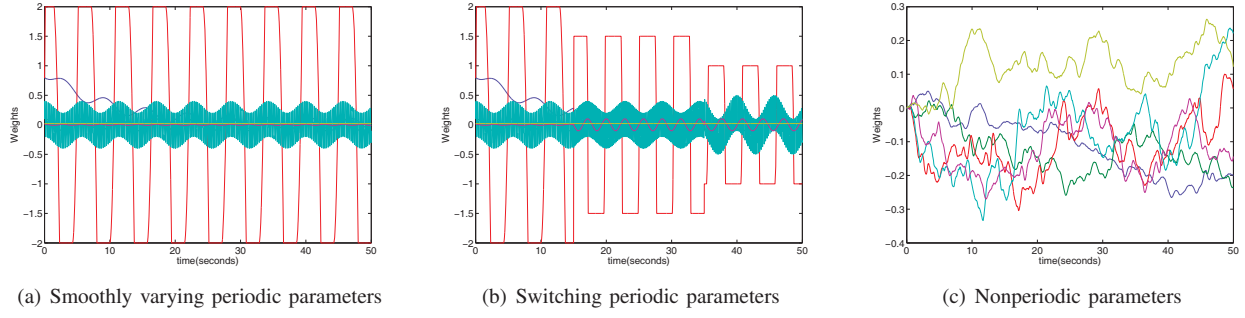 2
1.5
1
0.5
0
−0.5
−1
−1.5
−2
Weights
0 10 20 30 40 50
time(seconds)
(a) Smoothly varying periodic parameters
2
1.5
1
0.5
0
−0.5
−1
−1.5
−2
Weights
0 10 20 30 40 50
time(seconds)
(b) Switching periodic parameters
0.3
0.2
0.1
0
−0.1
−0.2
−0.3
−0.4
Weights
0 10 20 30 40 50
time(seconds)
(c) Nonperiodic parameters